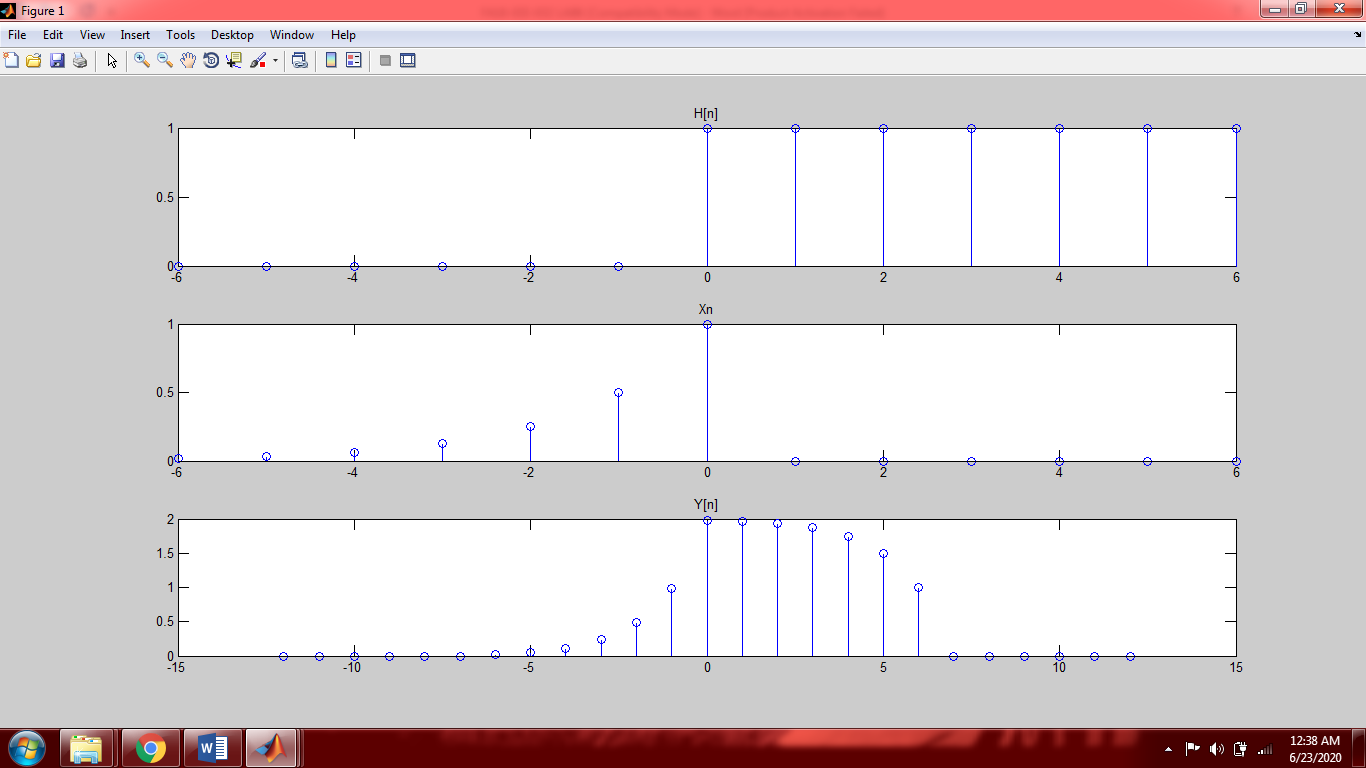 Figure 1
File Edit View Insert Tools Desktop Window Help
H[n]
1
0.5
0
-6 -4 -2 0 2 4 6
Xn
1
0.5
0
-6 -4 -2 0 2 4 6
Y[n]
2
1.5
1
0.5
0
-15 -10 -5 0 5 10 15
12:38 AM
6/23/2020